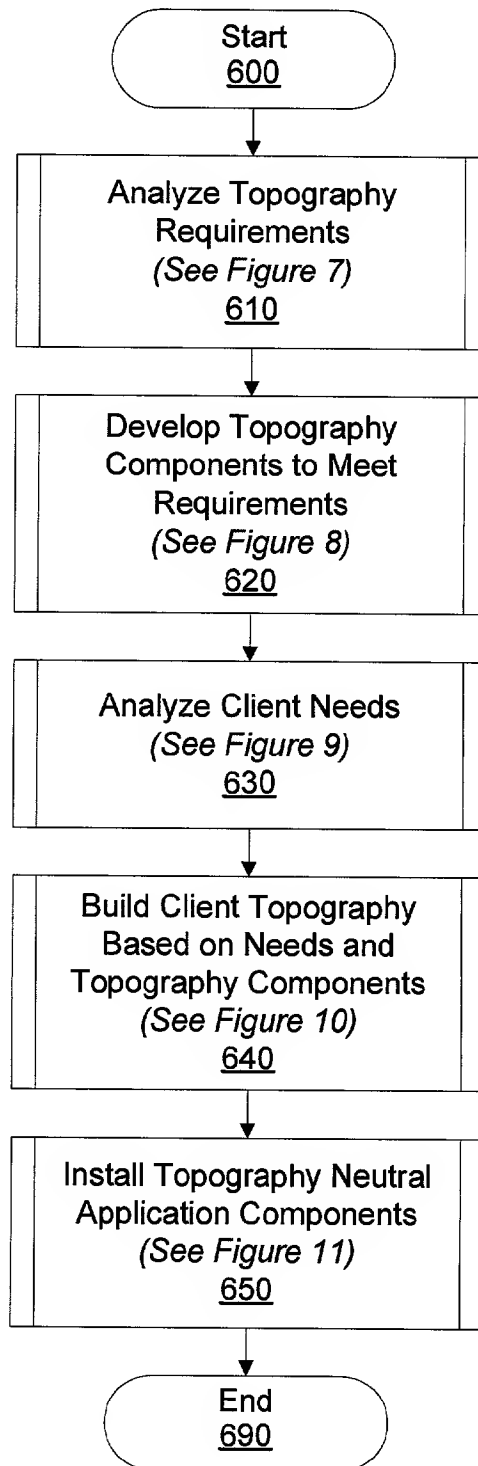 Start
600
Analyze Topography
Requirements
(See Figure 7)
610
Develop Topography
Components to Meet
Requirements
(See Figure 8)
620
Analyze Client Needs
(See Figure 9)
630
Build Client Topography
Based on Needs and
Topography Components
(See Figure 10)
640
Install Topography Neutral
Application Components
(See Figure 11)
650
End
690